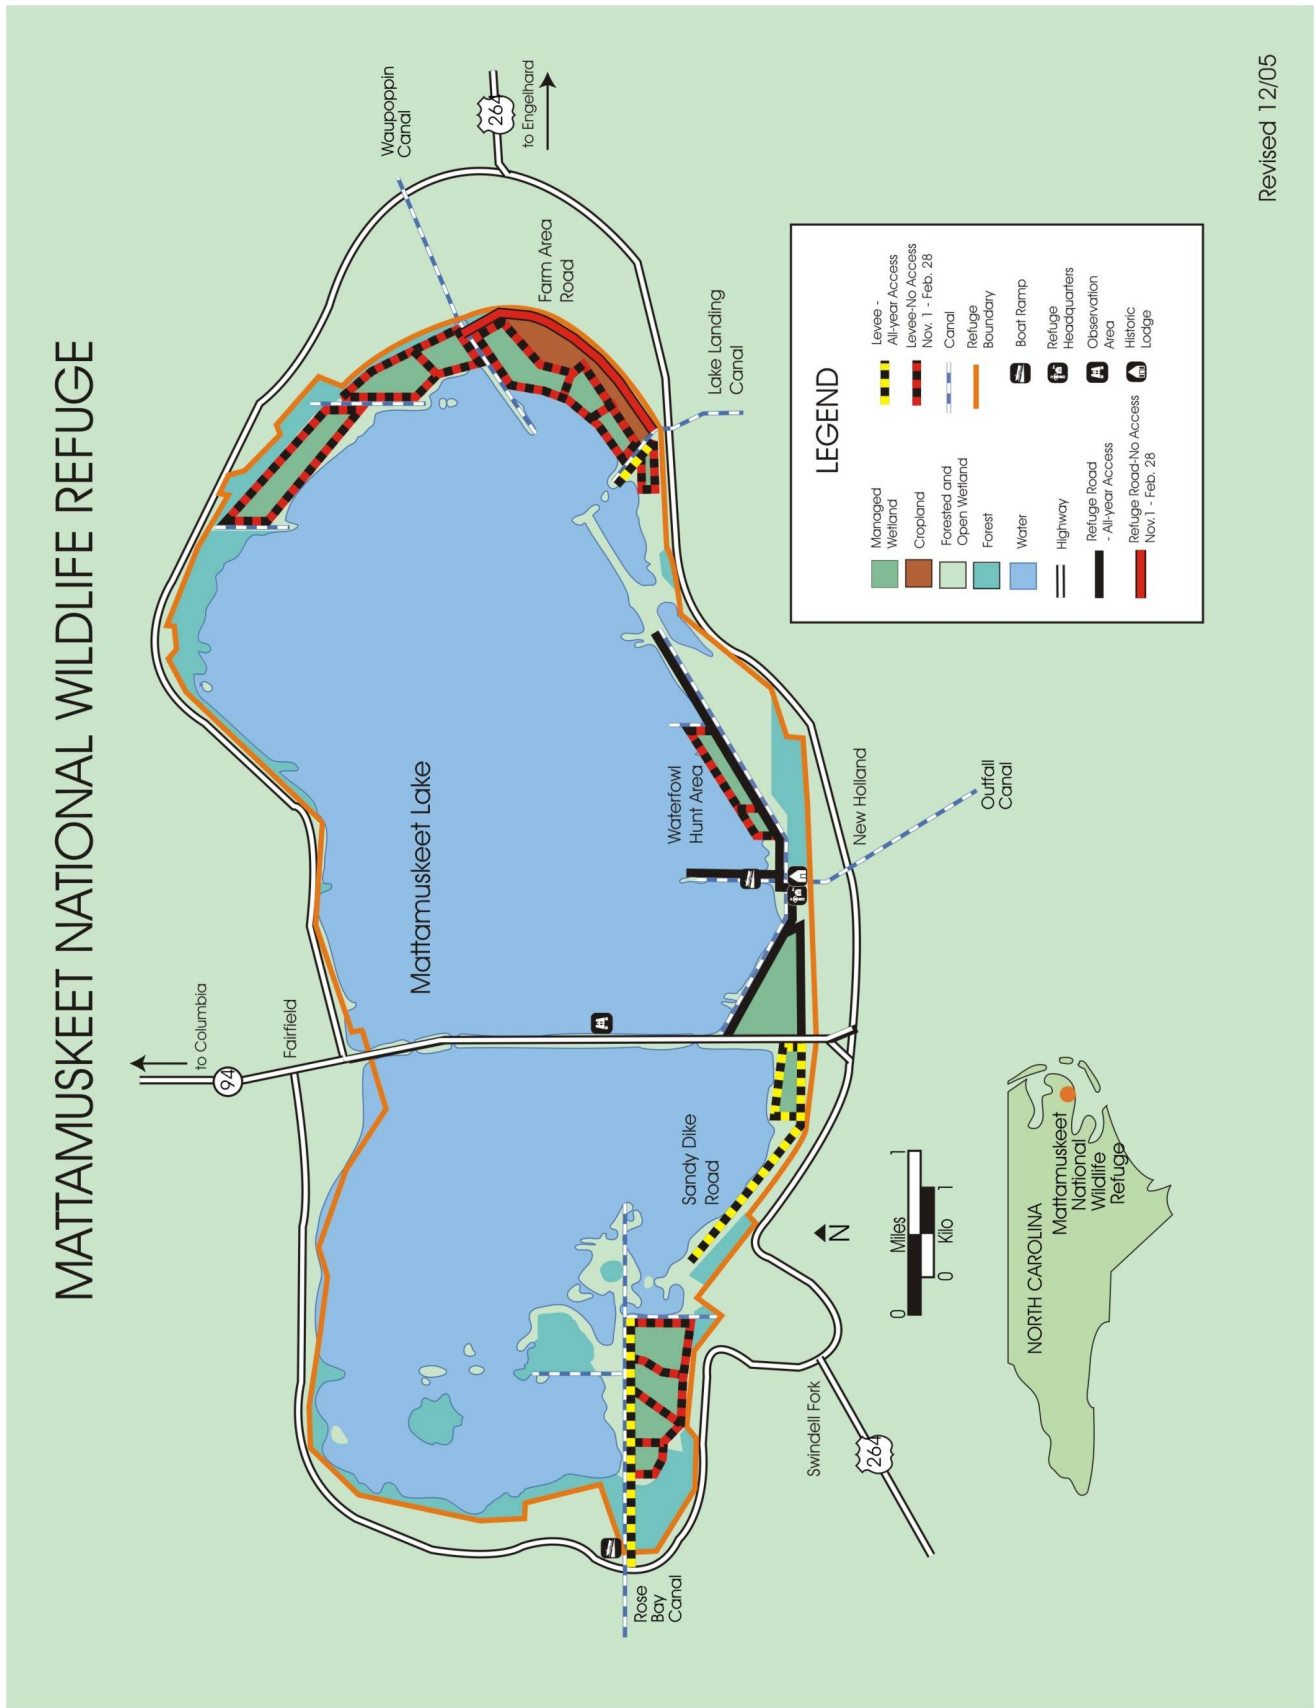 MATTAMUSKEET NATIONAL WILDLIFE REFUGE
94
to Columbia
Fairfield
Waupoppin
Canal
264
to Engelhard
Farm Area
Road
Lake Landing
Canal
Mattamuskeet Lake
Waterfowl
Hunt Area
New Holland
Outfall
Canal
Sandy Dike
Road
Rose
Bay
Canal
Swindell Fork
264
N
0
Miles
1
0
Kilo
1
NORTH CAROLINA
Mattamuskeet
National
Wildlife
Refuge
LEGEND
Managed
Wetland
Cropland
Forested and
Open Wetland
Forest
Water
Highway
Refuge Road
- All-year Access
Refuge Road-No Access
Nov.1 - Feb. 28
Levee -
All-year Access
Levee-No Access
Nov. 1 - Feb. 28
Canal
Refuge
Boundary
Boat Ramp
Refuge
Headquarters
Observation
Area
Historic
Lodge
Revised 12/05